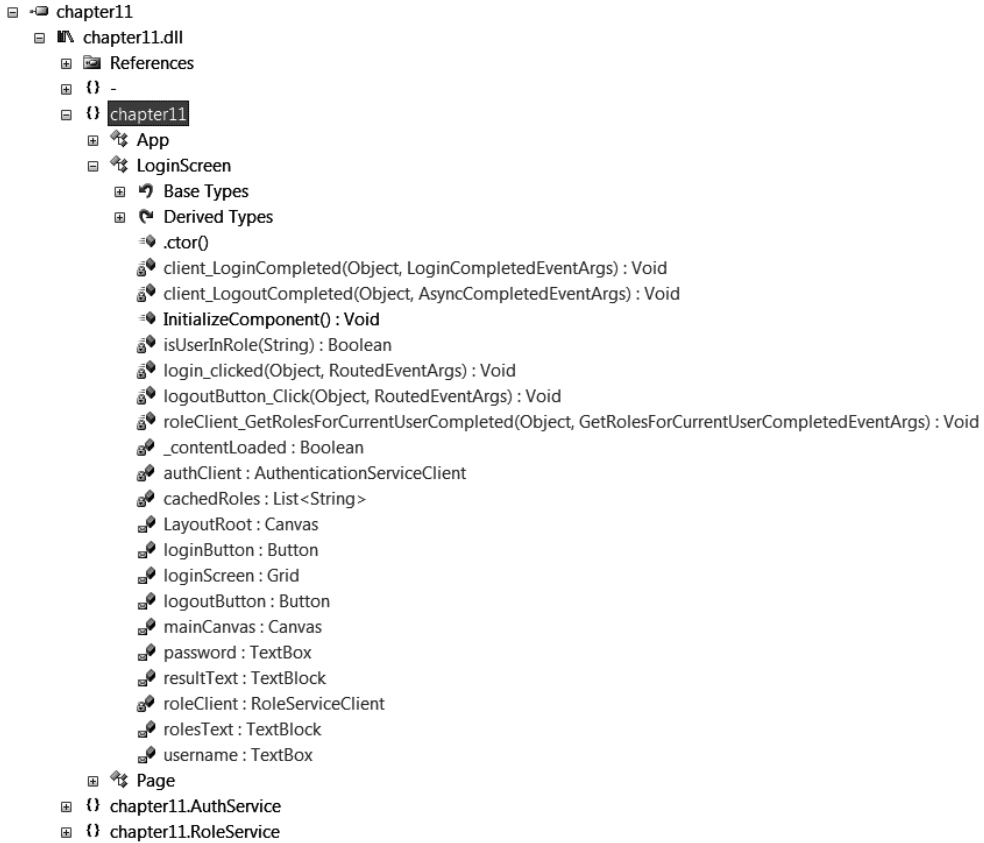 chapter11
chapter11.dll
References
{} -
{} chapter11
App
LoginScreen
Base Types
Derived Types
.ctor()
client_LoginCompleted(Object, LoginCompletedEventArgs) : Void
client_LogoutCompleted(Object, AsyncCompletedEventArgs) : Void
InitializeComponent() : Void
isUserInRole(String) : Boolean
login_clicked(Object, RoutedEventArgs) : Void
logoutButton_Click(Object, RoutedEventArgs) : Void
roleClient_GetRolesForCurrentUserCompleted(Object, GetRolesForCurrentUserCompletedEventArgs) : Void
_contentLoaded : Boolean
authClient : AuthenticationServiceClient
cachedRoles : List<String>
LayoutRoot : Canvas
loginButton : Button
loginScreen : Grid
logoutButton : Button
mainCanvas : Canvas
password : TextBox
resultText : TextBlock
roleClient : RoleServiceClient
rolesText : TextBlock
username : TextBox
Page
{} chapter11.AuthService
{} chapter11.RoleService